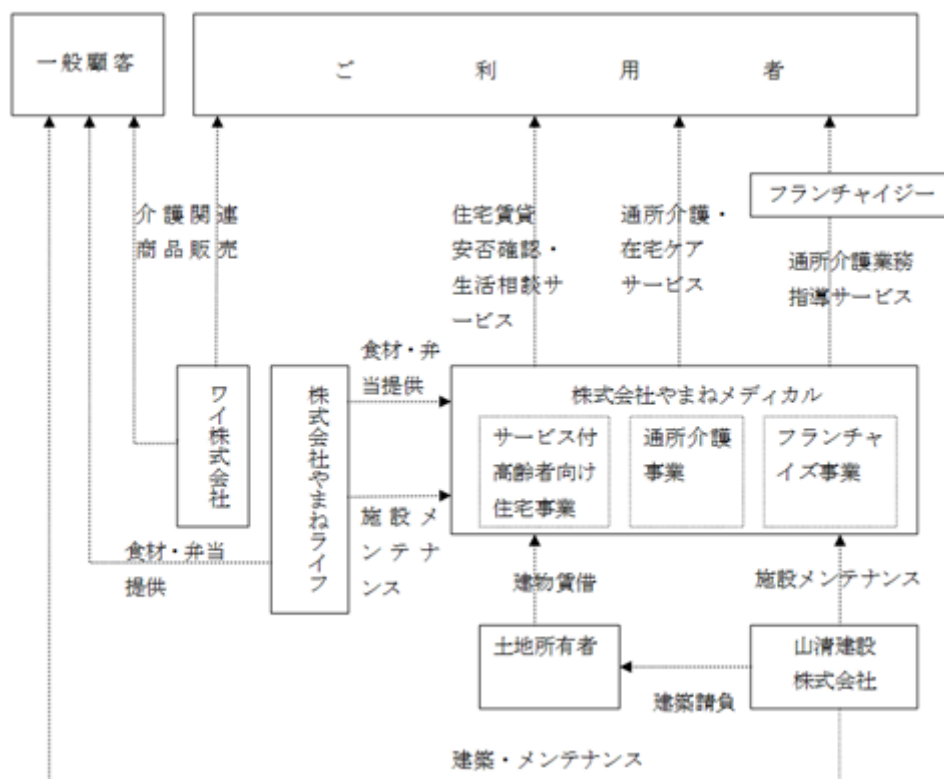 一般顧客
ご利用者
介護関連
商品販売
住宅賃貸
安否確認・
生活相談サ
ービス
通所介護・
在宅ケア
サービス
フランチャイジー
通所介護業務
指導サービス
食材・弁
当提供
ワイ株式会社
株式会社やまねライフ
株式会社やまねメディカル
サービス付
高齢者向け
住宅事業
通所介護
事業
フランチャ
イズ事業
施設メ
ンテナ
ンス
食材・弁当
提供
建物賃借
施設メンテナンス
土地所有者
山清建設
株式会社
建築請負
建築・メンテナンス